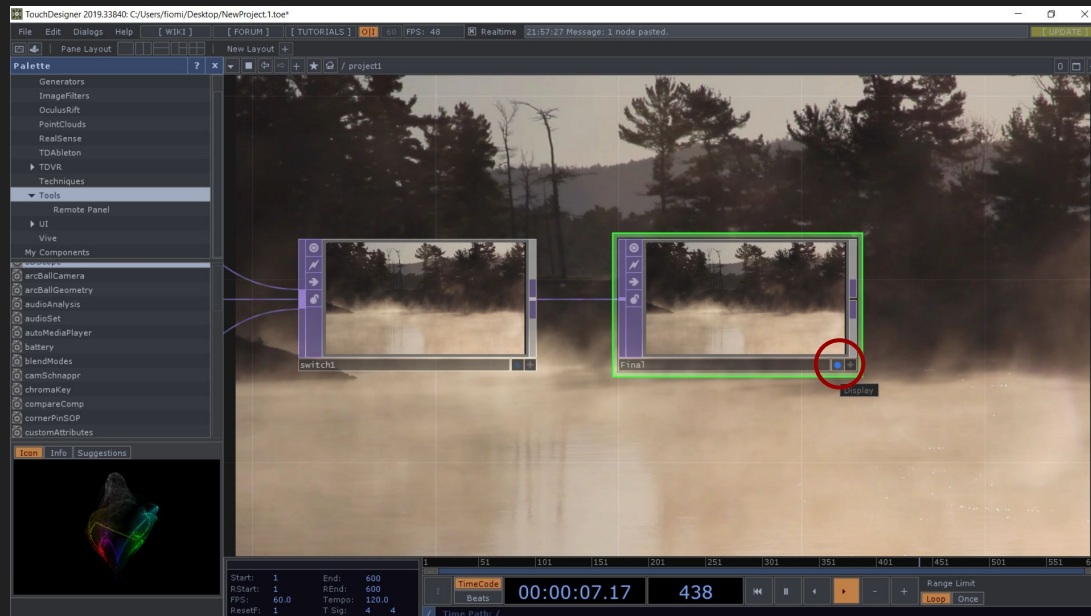 TouchDesigner 2019.33840: C:/Users/fiomi/Desktop/NewProject.1.toe*
File Edit Dialogs Help [ WIKI ] [ FORUM ] [ TUTORIALS ] O|I 60 FPS: 48 Realtime 21:57:27 Message: 1 node pasted. [ UPDATE ]
Pane Layout New Layout +
Palette ? x / project1 0
Generators
ImageFilters
OculusRift
PointClouds
RealSense
TDAbleton
TDVR
Techniques
Tools
Remote Panel
UI
Vive
My Components
arcBallCamera
arcBallGeometry
audioAnalysis
audioSet
autoMediaPlayer
battery
blendModes
camSchnappr
chromaKey
compareComp
cornerPinSOP
customAttributes
switch1
Final
Display
Icon Info Suggestions
1 51 101 151 201 251 301 351 401 451 501 551
Start: 1 End: 600
RStart: 1 REnd: 600
FPS: 60.0 Tempo: 120.0
ResetF: 1 T Sig: 4 4
TimeCode
Beats
00:00:07.17
438
- +
Range Limit
Loop Once
/ Time Path: /